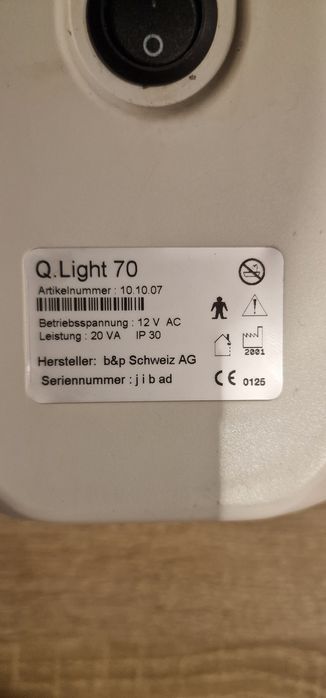 Q.Light 70
Artikelnummer : 10.10.07
Betriebsspannung : 12 V AC
Leistung : 20 VA IP 30
2001
Hersteller: b&p Schweiz AG
Seriennummer : j i b ad
CE 0125